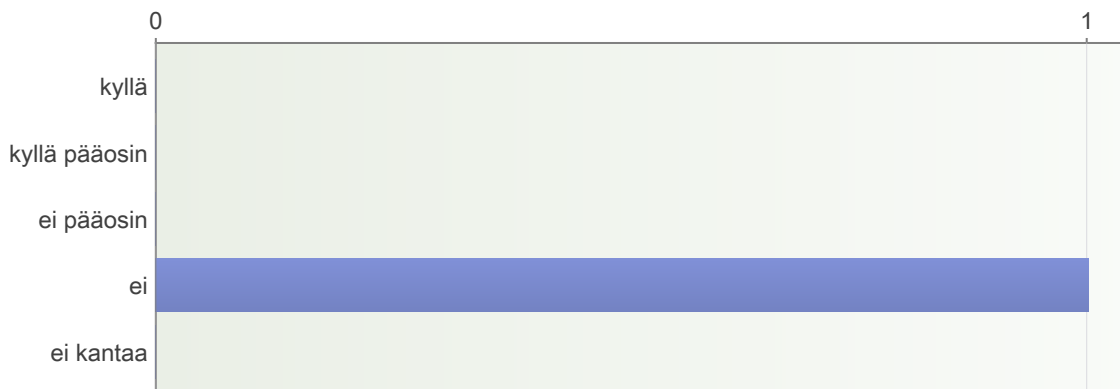 0 1
kyllä
kyllä pääosin
ei pääosin
ei
ei kantaa